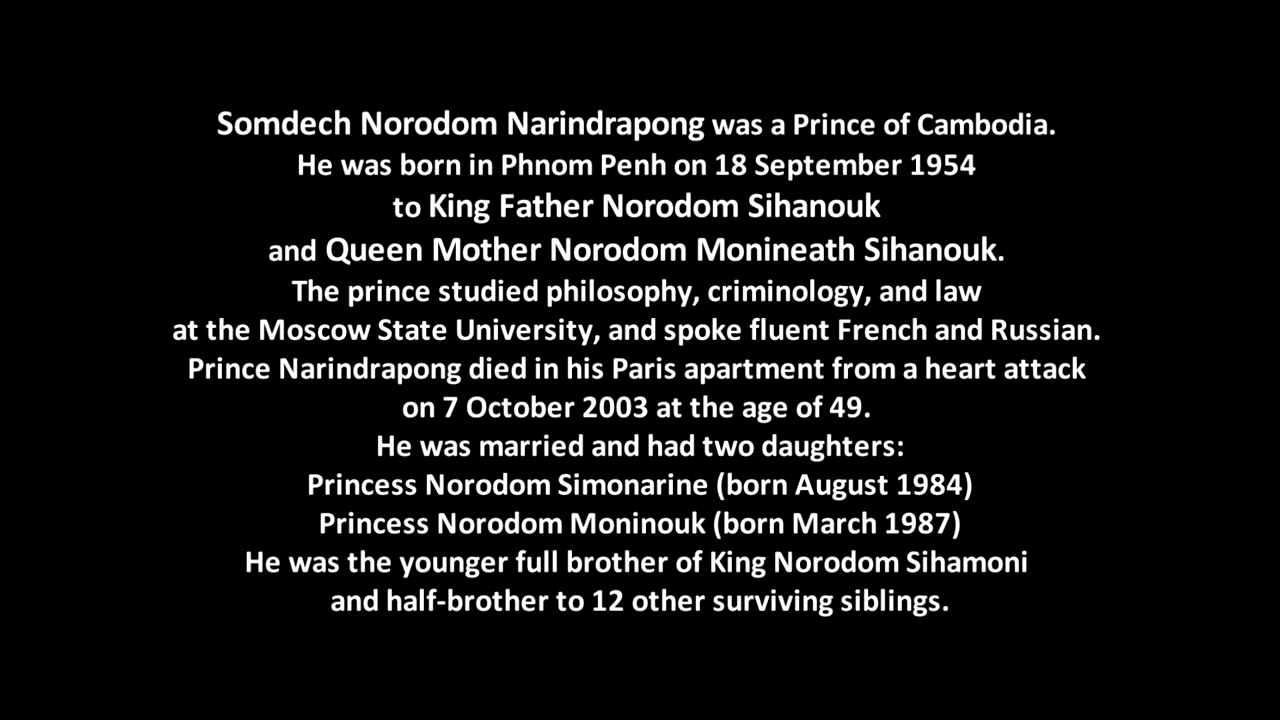 Somdech Norodom Narindrapong was a Prince of Cambodia.
He was born in Phnom Penh on 18 September 1954
to King Father Norodom Sihanouk
and Queen Mother Norodom Monineath Sihanouk.
The prince studied philosophy, criminology, and law
at the Moscow State University, and spoke fluent French and Russian.
Prince Narindrapong died in his Paris apartment from a heart attack
on 7 October 2003 at the age of 49.
He was married and had two daughters:
Princess Norodom Simonarine (born August 1984)
Princess Norodom Moninouk (born March 1987)
He was the younger full brother of King Norodom Sihamoni
and half-brother to 12 other surviving siblings.